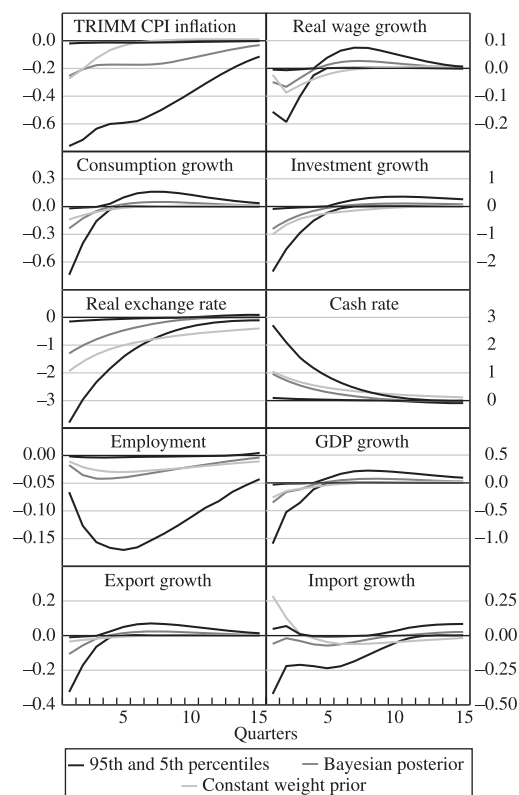 TRIMM CPI inflation Real wage growth
0.0 0.1
–0.2 0.0
–0.4 –0.1
–0.6 –0.2
Consumption growth Investment growth
0.3 1
0.0 0
–0.3 –1
–0.6 –2
Real exchange rate Cash rate
0 3
–1 2
–2 1
–3 0
Employment GDP growth
0.00 0.5
–0.05 0.0
–0.10 –0.5
–0.15 –1.0
Export growth Import growth
0.2 0.25
0.0 0.00
–0.2 –0.25
–0.4 –0.50
5 10 15 5 10 15
Quarters
95th and 5th percentiles Bayesian posterior
Constant weight prior